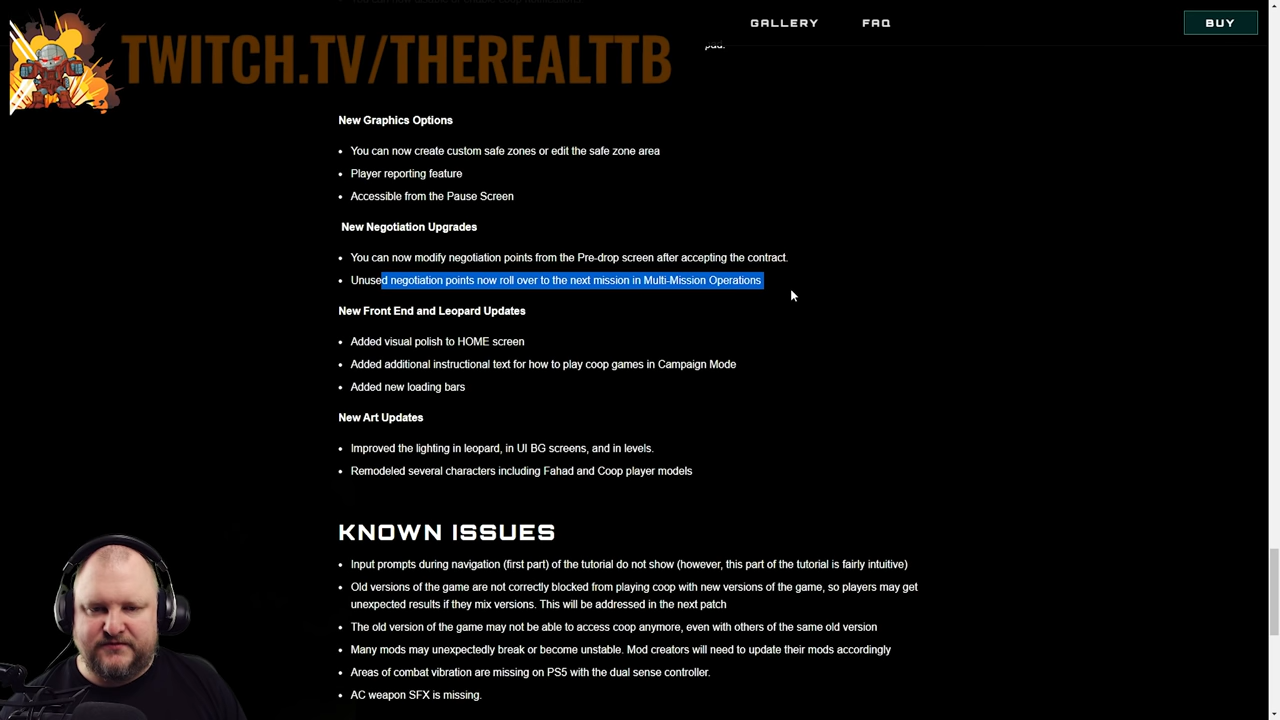 GALLERY FAQ BUY
TWITCH.TV/THEREALTTB
pad.
New Graphics Options
• You can now create custom safe zones or edit the safe zone area
• Player reporting feature
• Accessible from the Pause Screen
New Negotiation Upgrades
• You can now modify negotiation points from the Pre-drop screen after accepting the contract.
• Unused negotiation points now roll over to the next mission in Multi-Mission Operations
New Front End and Leopard Updates
• Added visual polish to HOME screen
• Added additional instructional text for how to play coop games in Campaign Mode
• Added new loading bars
New Art Updates
• Improved the lighting in leopard, in UI BG screens, and in levels.
• Remodeled several characters including Fahad and Coop player models
KNOWN ISSUES
• Input prompts during navigation (first part) of the tutorial do not show (however, this part of the tutorial is fairly intuitive)
• Old versions of the game are not correctly blocked from playing coop with new versions of the game, so players may get
unexpected results if they mix versions. This will be addressed in the next patch
• The old version of the game may not be able to access coop anymore, even with others of the same old version
• Many mods may unexpectedly break or become unstable. Mod creators will need to update their mods accordingly
• Areas of combat vibration are missing on PS5 with the dual sense controller.
• AC weapon SFX is missing.